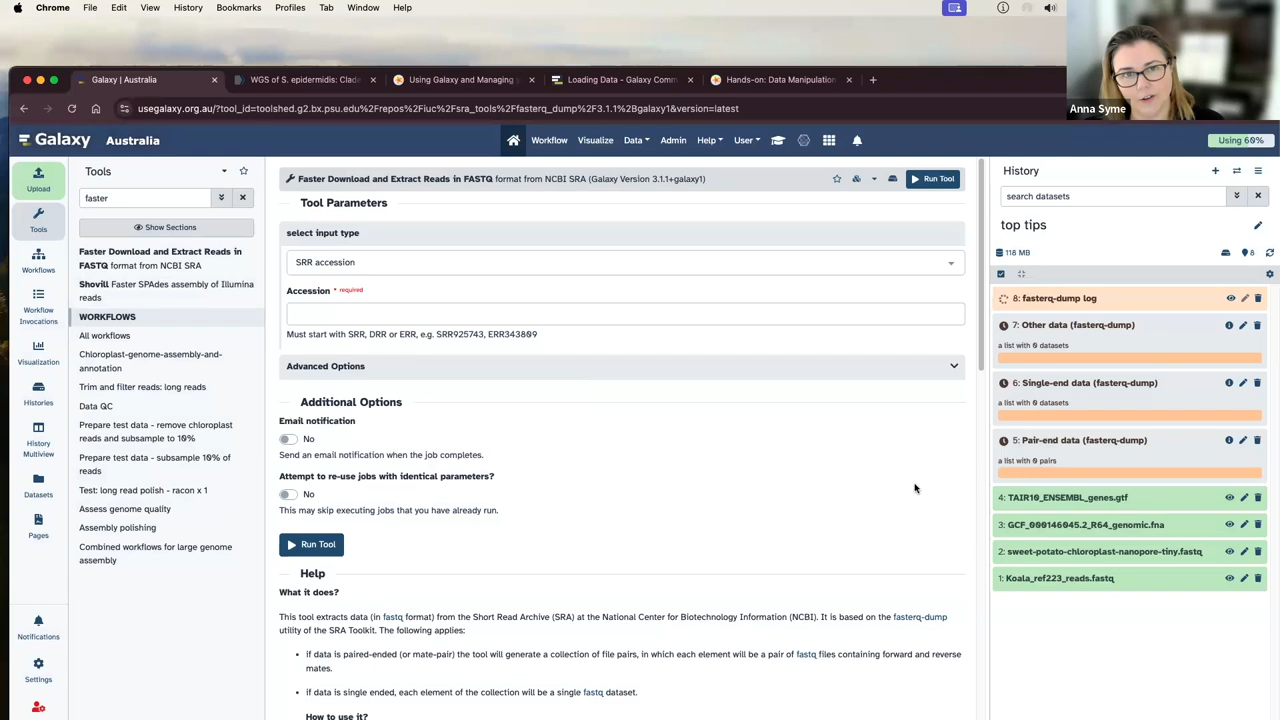 Chrome File Edit View History Bookmarks Profiles Tab Window Help
Galaxy | Australia
WGS of S. epidermidis: Clade
Using Galaxy and Managing
Loading Data - Galaxy Comm
Hands-on: Data Manipulation
Anna Syme
usegalaxy.org.au/?tool_id=toolshed.g2.bx.psu.edu%2Frepos%2Fiuc%2Fsra_tools%2Ffasterq_dump%2F3.1.1%2Bgalaxy1&version=latest
Galaxy Australia
Workflow Visualize Data Admin Help User
Using 60%
Upload
Tools
Workflows
Workflow
Invocations
Visualization
Histories
History
Multiview
Datasets
Pages
Notifications
Settings
Tools
faster
Show Sections
Faster Download and Extract Reads in
FASTQ format from NCBI SRA
Shovill Faster SPAdes assembly of Illumina
reads
WORKFLOWS
All workflows
Chloroplast-genome-assembly-and-
annotation
Trim and filter reads: long reads
Data QC
Prepare test data - remove chloroplast
reads and subsample to 10%
Prepare test data - subsample 10% of
reads
Test: long read polish - racon x 1
Assess genome quality
Assembly polishing
Combined workflows for large genome
assembly
Faster Download and Extract Reads in FASTQ format from NCBI SRA (Galaxy Version 3.1.1+galaxy1)
Run Tool
Tool Parameters
select input type
SRR accession
Accession * required
Must start with SRR, DRR or ERR, e.g. SRR925743, ERR343809
Advanced Options
Additional Options
Email notification
No
Send an email notification when the job completes.
Attempt to re-use jobs with identical parameters?
No
This may skip executing jobs that you have already run.
Run Tool
Help
What it does?
This tool extracts data (in fastq format) from the Short Read Archive (SRA) at the National Center for Biotechnology Information (NCBI). It is based on the fasterq-dump
utility of the SRA Toolkit. The following applies:
• if data is paired-ended (or mate-pair) the tool will generate a collection of file pairs, in which each element will be a pair of fastq files containing forward and reverse
mates.
• if data is single ended, each element of the collection will be a single fastq dataset.
How to use it?
History
search datasets
top tips
118 MB
8
8: fasterq-dump log
7: Other data (fasterq-dump)
a list with 0 datasets
6: Single-end data (fasterq-dump)
a list with 0 datasets
5: Pair-end data (fasterq-dump)
a list with 0 pairs
4: TAIR10_ENSEMBL_genes.gtf
3: GCF_000146045.2_R64_genomic.fna
2: sweet-potato-chloroplast-nanopore-tiny.fastq
1: Koala_ref223_reads.fastq